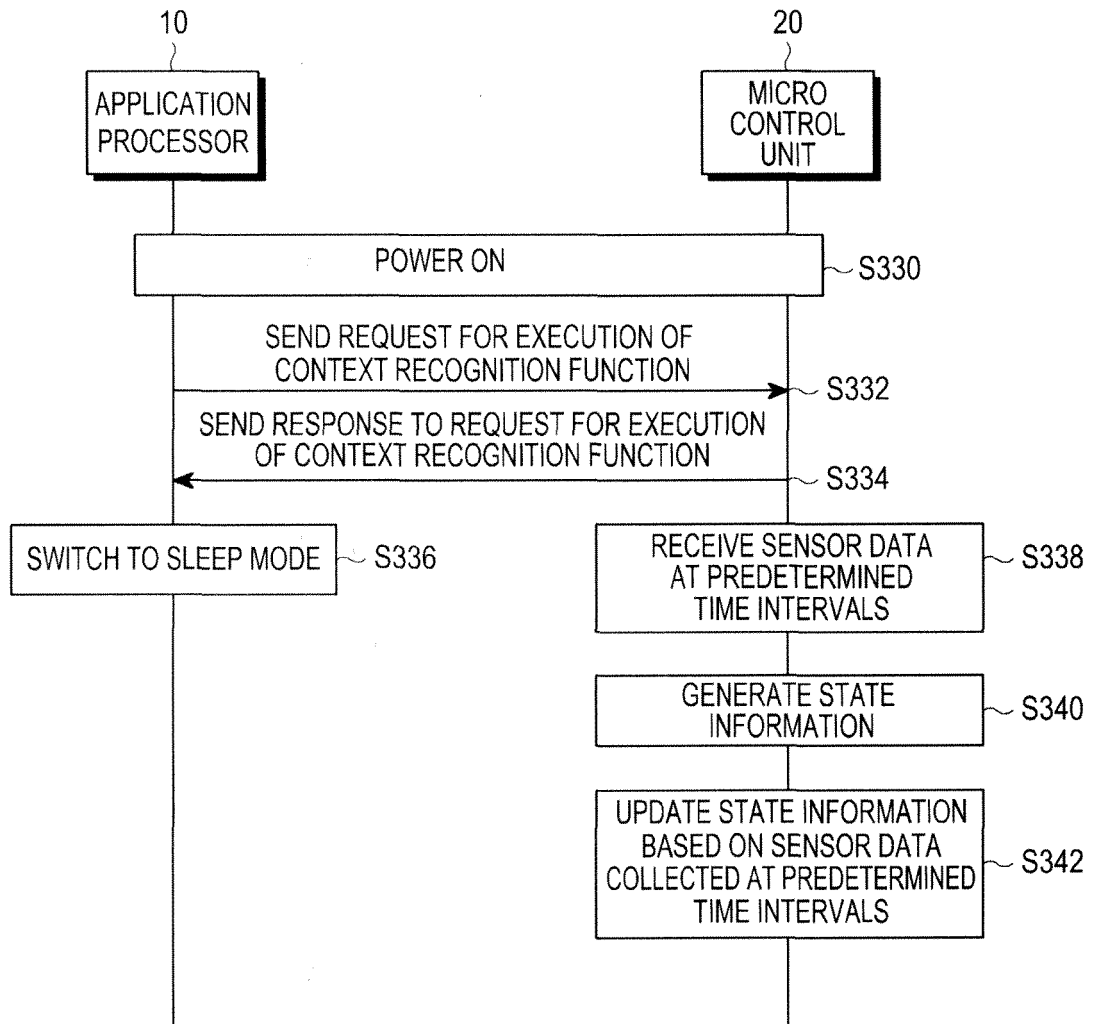 10
20
APPLICATION
PROCESSOR
MICRO
CONTROL
UNIT
POWER ON
S330
SEND REQUEST FOR EXECUTION OF
CONTEXT RECOGNITION FUNCTION
S332
SEND RESPONSE TO REQUEST FOR EXECUTION
OF CONTEXT RECOGNITION FUNCTION
S334
SWITCH TO SLEEP MODE
S336
RECEIVE SENSOR DATA
AT PREDETERMINED
TIME INTERVALS
S338
GENERATE STATE
INFORMATION
S340
UPDATE STATE INFORMATION
BASED ON SENSOR DATA
COLLECTED AT PREDETERMINED
TIME INTERVALS
S342